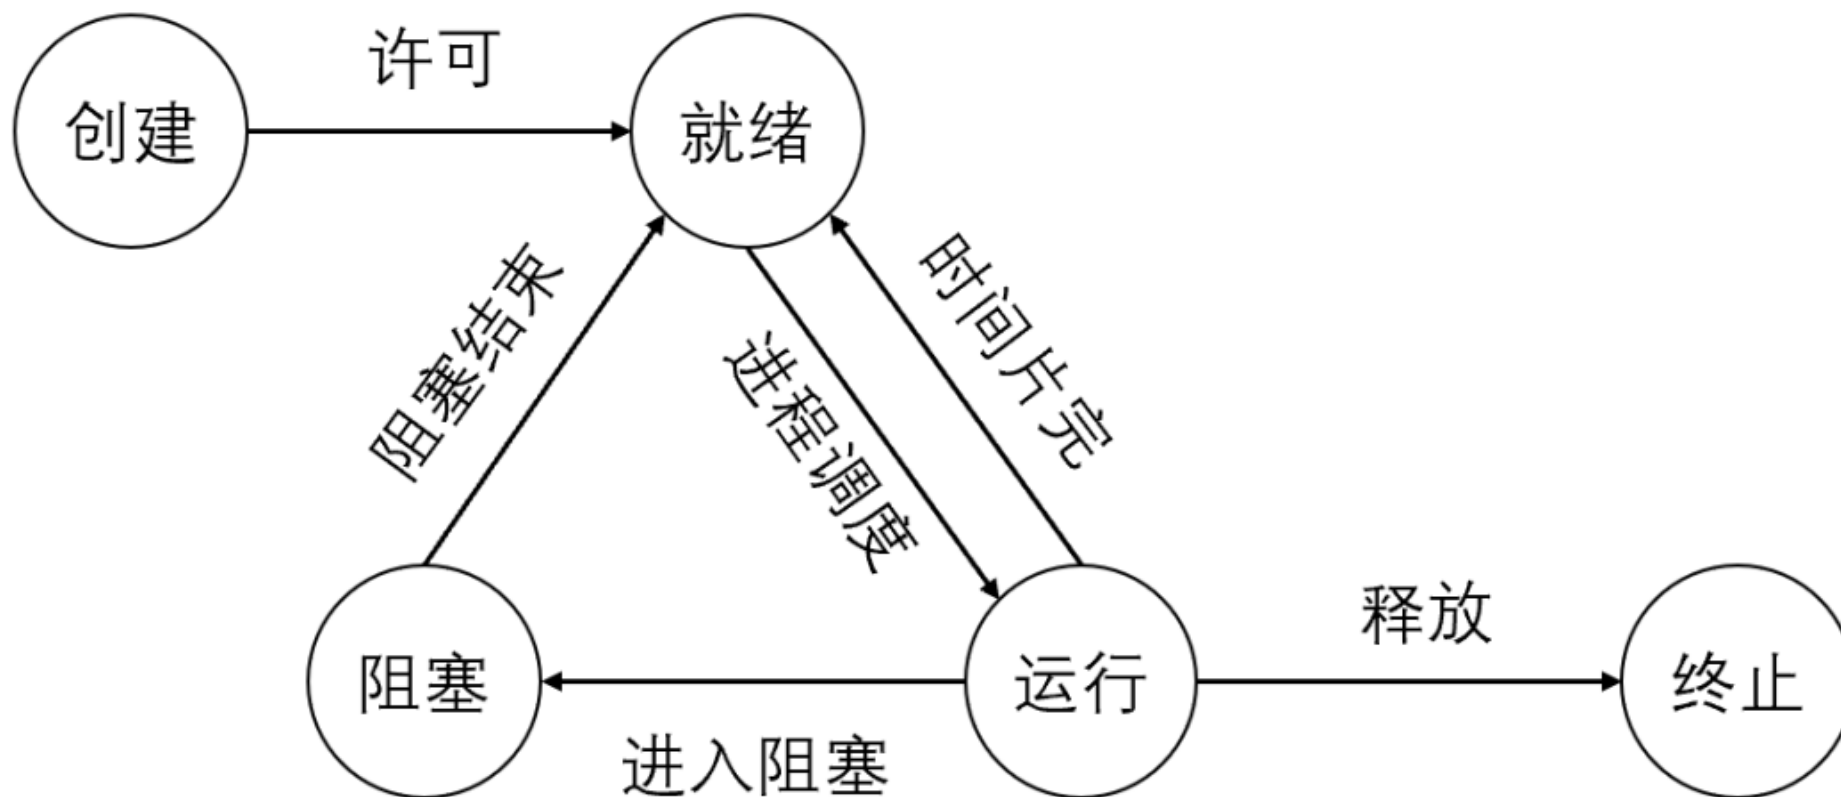 许可
创建
就绪
阻塞结束
进程调度
时间片完
阻塞
进入阻塞
运行
释放
终止